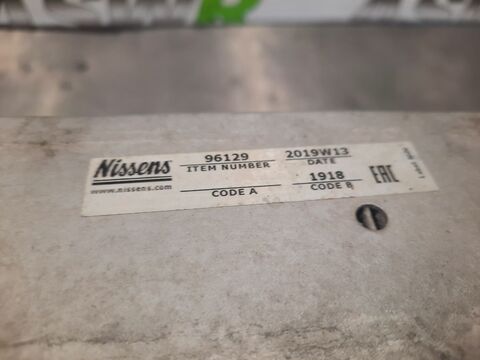 Nissens
www.nissens.com
96129
ITEM NUMBER
CODE A
2019W13
DATE
1918
CODE B
EAC